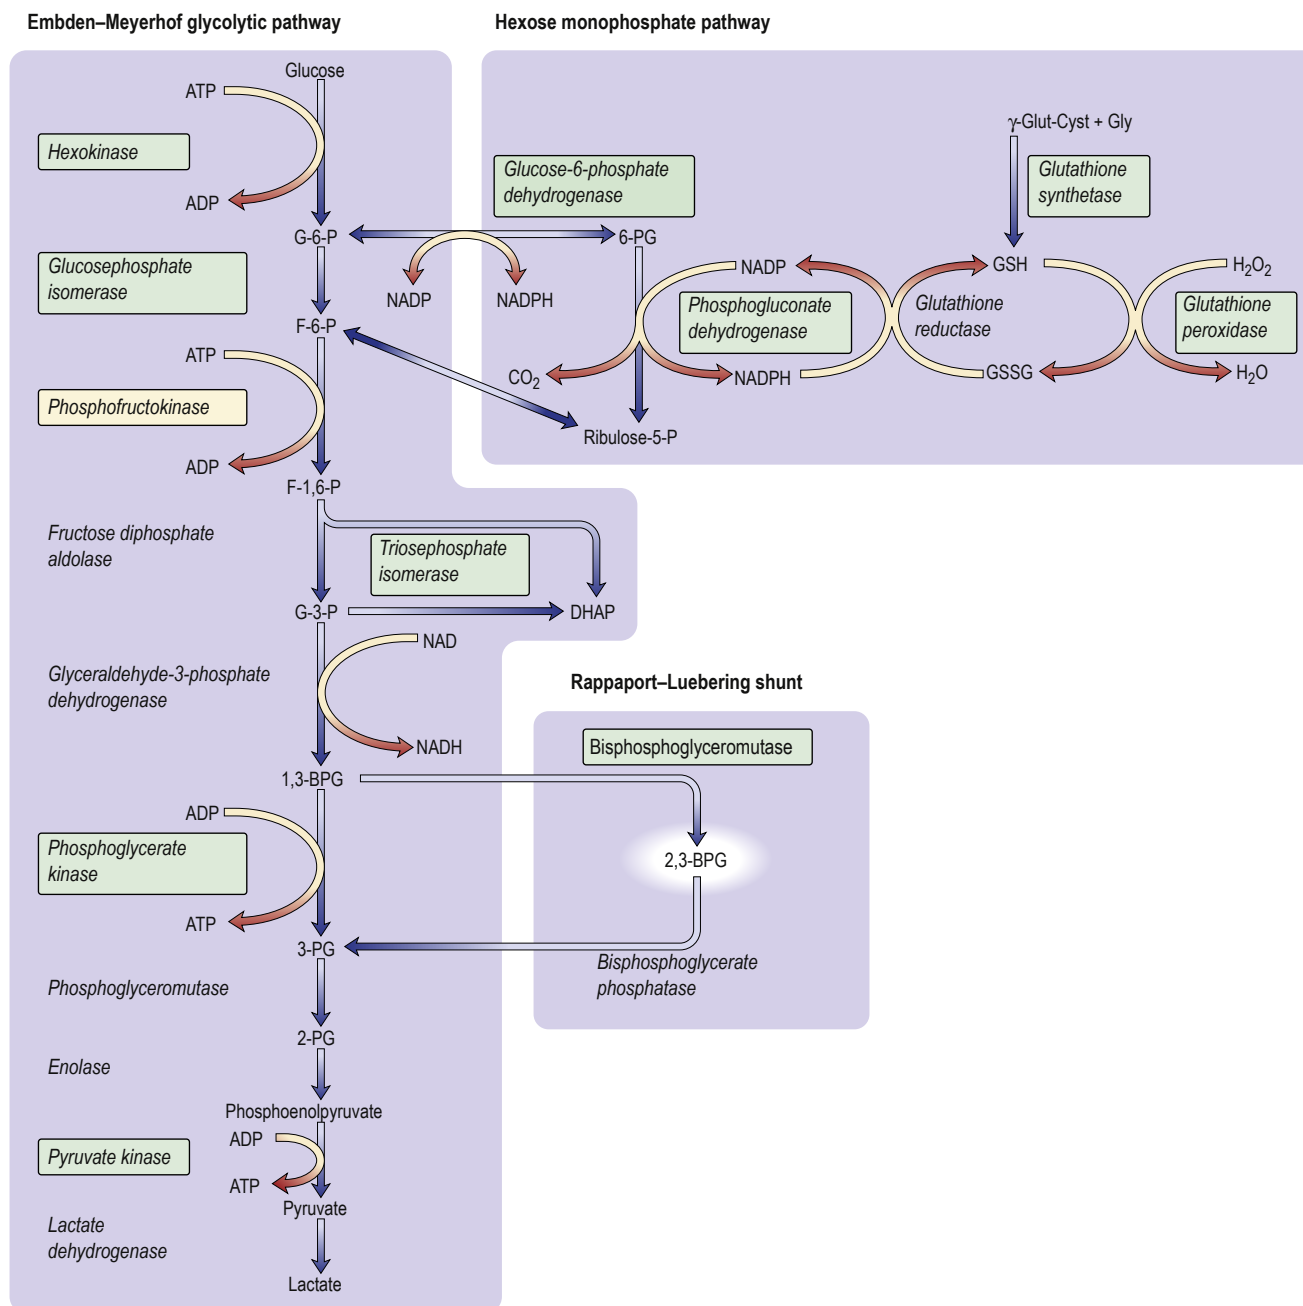 Embden–Meyerhof glycolytic pathway
Glucose
ATP
Hexokinase
ADP
G-6-P
Glucosephosphate
isomerase
F-6-P
ATP
Phosphofructokinase
ADP
F-1,6-P
Fructose diphosphate
aldolase
Triosephosphate
isomerase
G-3-P
DHAP
NAD
Glyceraldehyde-3-phosphate
dehydrogenase
NADH
1,3-BPG
ADP
Phosphoglycerate
kinase
ATP
3-PG
Phosphoglyceromutase
2-PG
Enolase
Phosphoenolpyruvate
ADP
Pyruvate kinase
ATP
Pyruvate
Lactate
dehydrogenase
Lactate
Hexose monophosphate pathway
γ-Glut-Cyst + Gly
Glucose-6-phosphate
dehydrogenase
Glutathione
synthetase
6-PG
NADP
NADPH
NADP
GSH
H₂O₂
Phosphogluconate
dehydrogenase
Glutathione
reductase
Glutathione
peroxidase
CO₂
NADPH
GSSG
H₂O
Ribulose-5-P
Rappaport–Luebering shunt
Bisphosphoglyceromutase
2,3-BPG
Bisphosphoglycerate
phosphatase